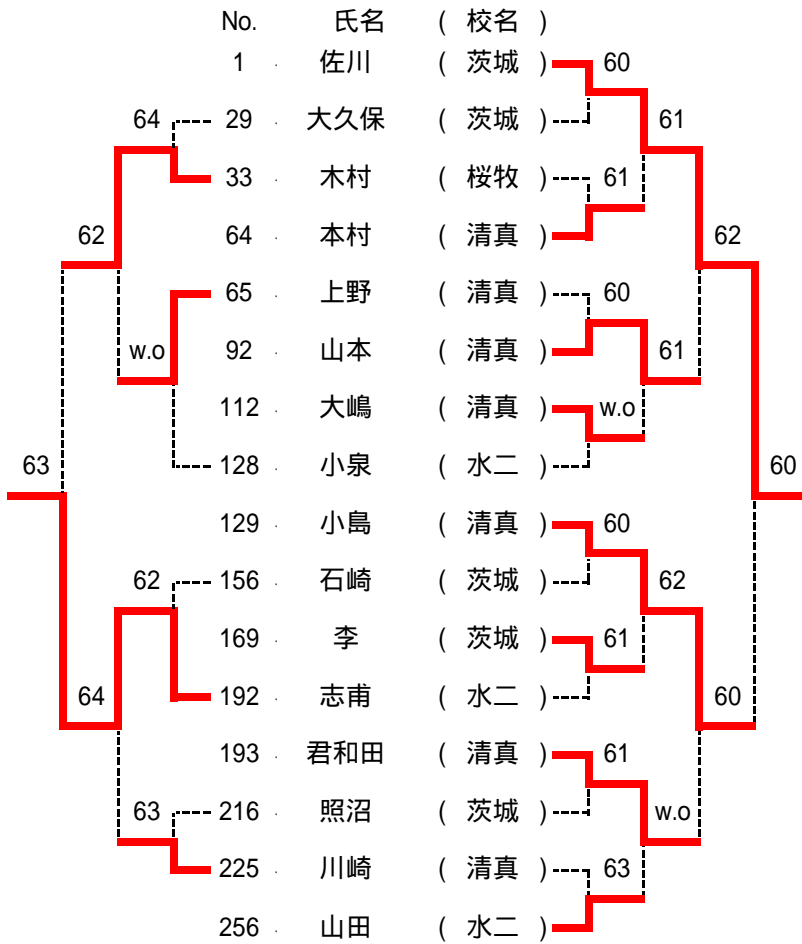 No. 氏名 ( 校名 )
1 佐川 ( 茨城 ) 60
64 29 大久保 ( 茨城 ) 61
33 木村 ( 桜牧 ) 61
62 64 本村 ( 清真 ) 62
65 上野 ( 清真 ) 60
w.o 92 山本 ( 清真 ) 61
112 大嶋 ( 清真 ) w.o
63 128 小泉 ( 水二 ) 60
129 小島 ( 清真 ) 60
62 156 石崎 ( 茨城 ) 62
169 李 ( 茨城 ) 61
64 192 志甫 ( 水二 ) 60
193 君和田 ( 清真 ) 61
63 216 照沼 ( 茨城 ) w.o
225 川崎 ( 清真 ) 63
256 山田 ( 水二 )